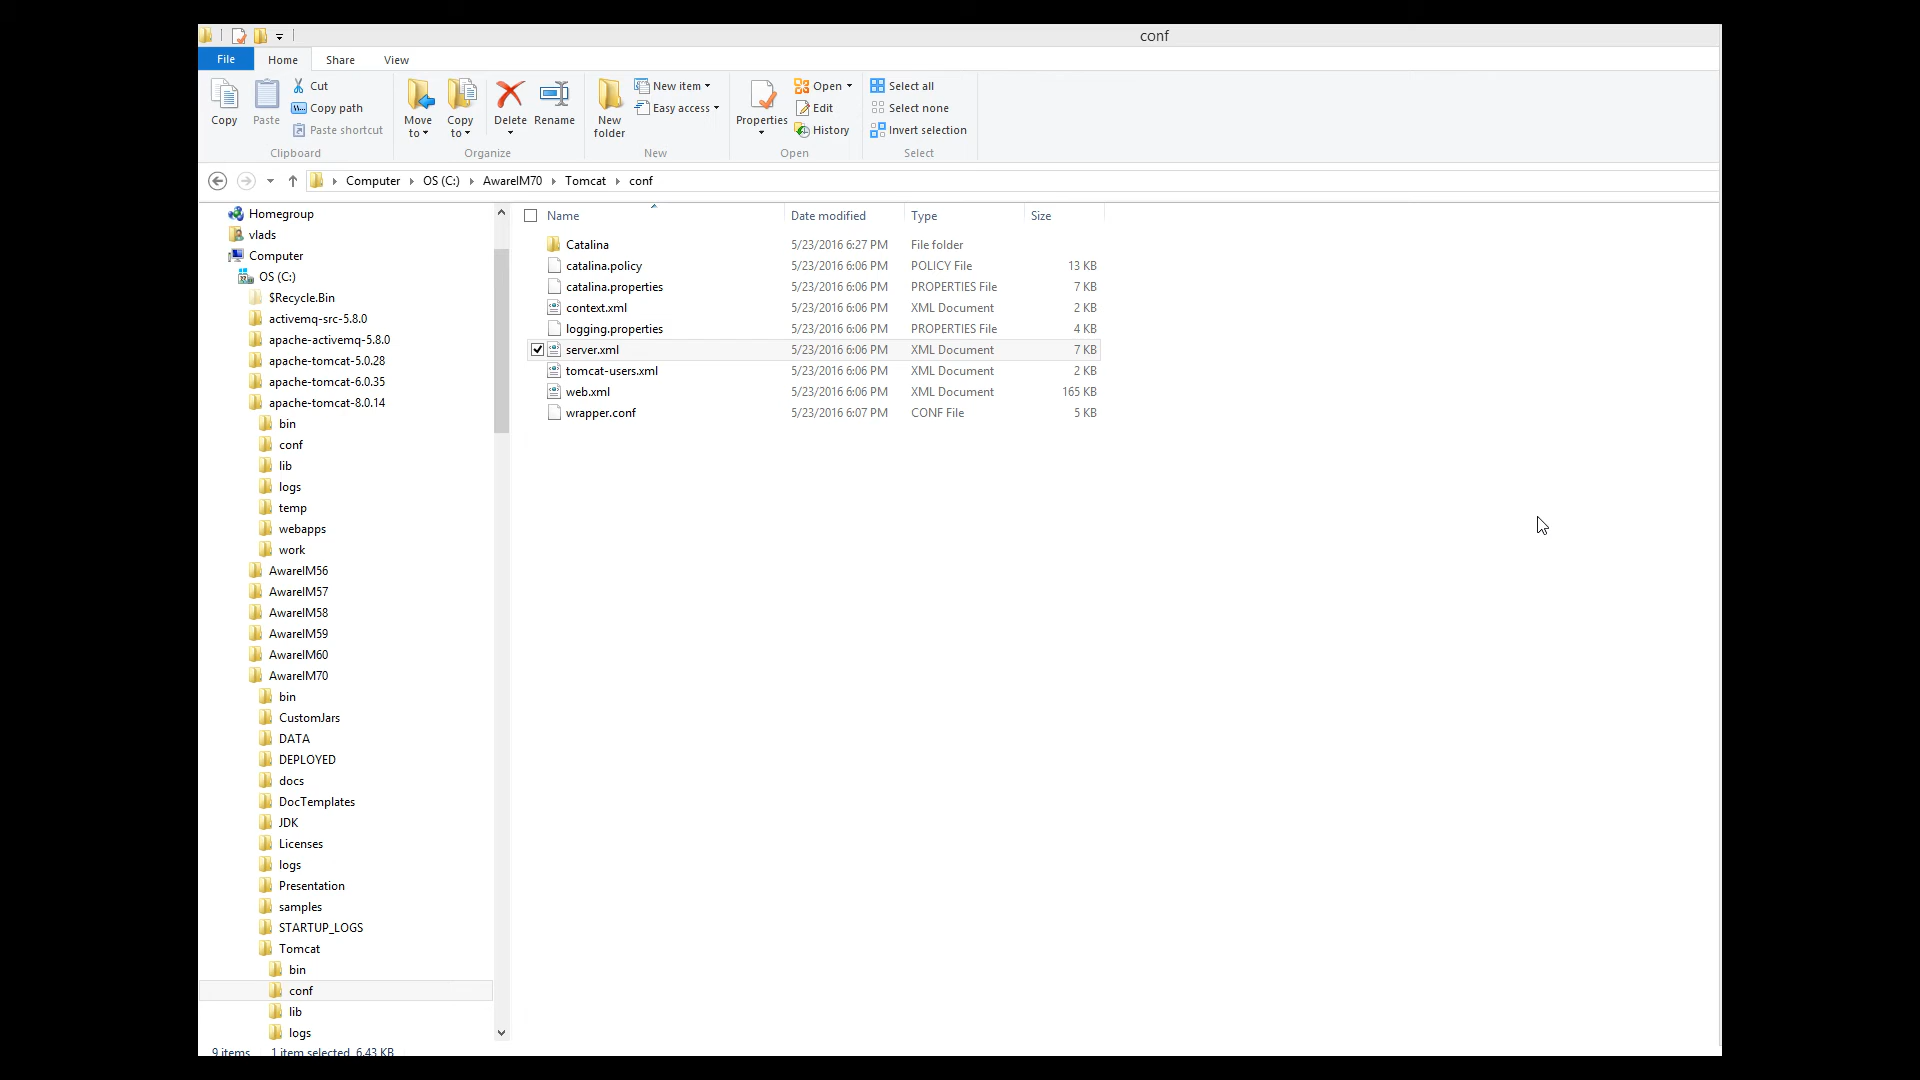 conf
File Home Share View
Copy
Paste
Cut
Copy path
Paste shortcut
Clipboard
Move to
Copy to
Delete
Rename
Organize
New folder
New item
Easy access
New
Properties
Open
Edit
History
Open
Select all
Select none
Invert selection
Select
Computer OS (C:) AwareIM70 Tomcat conf
Homegroup
vlads
Computer
OS (C:)
$Recycle.Bin
activemq-src-5.8.0
apache-activemq-5.8.0
apache-tomcat-5.0.28
apache-tomcat-6.0.35
apache-tomcat-8.0.14
bin
conf
lib
logs
temp
webapps
work
AwareIM56
AwareIM57
AwareIM58
AwareIM59
AwareIM60
AwareIM70
bin
CustomJars
DATA
DEPLOYED
docs
DocTemplates
JDK
Licenses
logs
Presentation
samples
STARTUP_LOGS
Tomcat
bin
conf
lib
logs
Name Date modified Type Size
Catalina 5/23/2016 6:27 PM File folder
catalina.policy 5/23/2016 6:06 PM POLICY File 13 KB
catalina.properties 5/23/2016 6:06 PM PROPERTIES File 7 KB
context.xml 5/23/2016 6:06 PM XML Document 2 KB
logging.properties 5/23/2016 6:06 PM PROPERTIES File 4 KB
server.xml 5/23/2016 6:06 PM XML Document 7 KB
tomcat-users.xml 5/23/2016 6:06 PM XML Document 2 KB
web.xml 5/23/2016 6:06 PM XML Document 165 KB
wrapper.conf 5/23/2016 6:07 PM CONF File 5 KB
9 items 1 item selected 6.43 KB